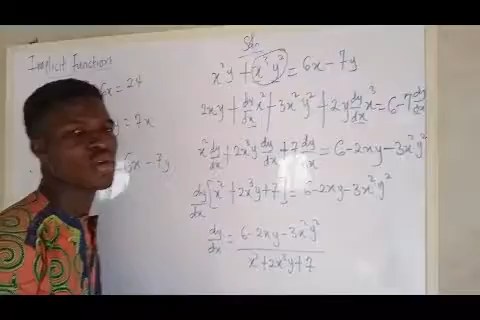 Implicit Functions
6x = 24
y = 7x
6x - 7y
Soln
x²y + x³y² = 6x - 7y
2xy + dy/dx x² + 3x²y² + 2y dy/dx x³ = 6 - 7 dy/dx
x² dy/dx + 2x³y dy/dx + 7 dy/dx = 6 - 2xy - 3x²y²
dy/dx [x² + 2x³y + 7] = 6 - 2xy - 3x²y²
dy/dx = 6 - 2xy - 3x²y² / x² + 2x³y + 7